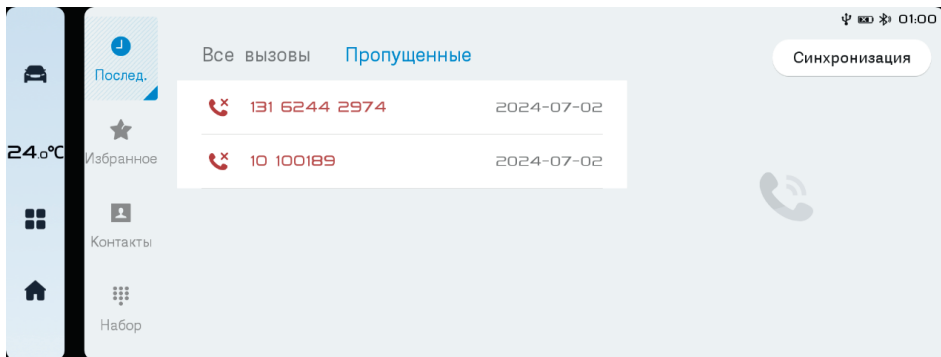 01:00
Все вызовы Пропущенные
Синхронизация
Послед.
131 6244 2974 2024-07-02
24.0°C
Избранное
10 100189 2024-07-02
Контакты
Набор